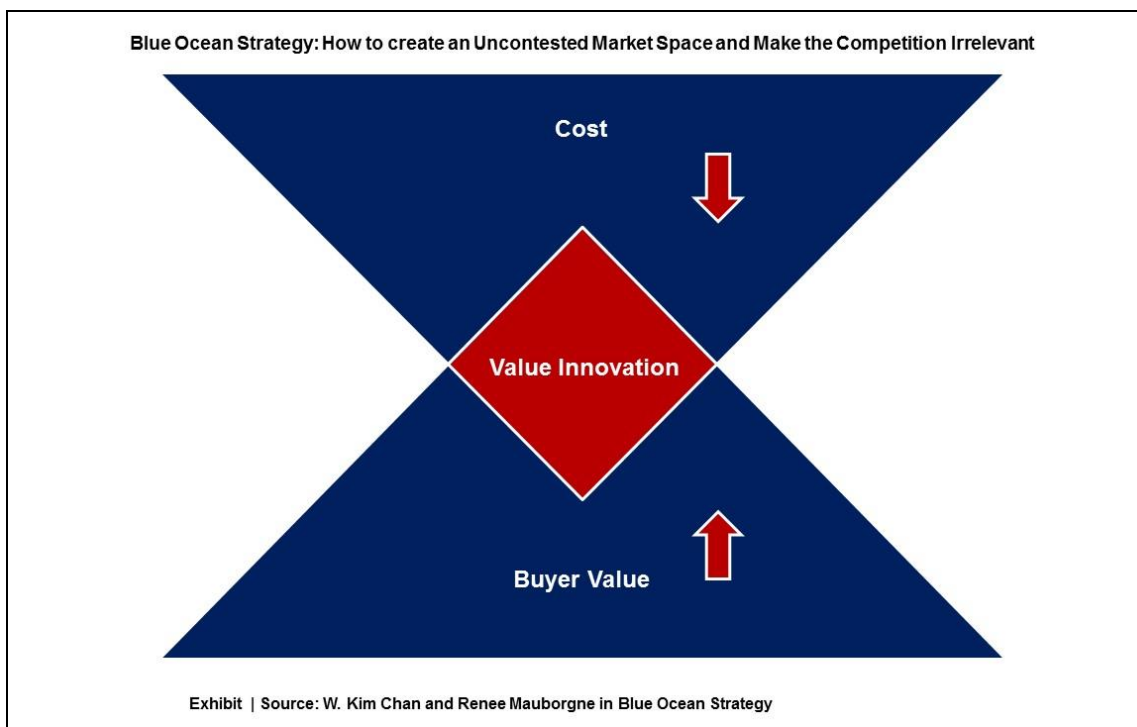 Blue Ocean Strategy: How to create an Uncontested Market Space and Make the Competition Irrelevant
Cost
Value Innovation
Buyer Value
Exhibit | Source: W. Kim Chan and Renee Mauborgne in Blue Ocean Strategy